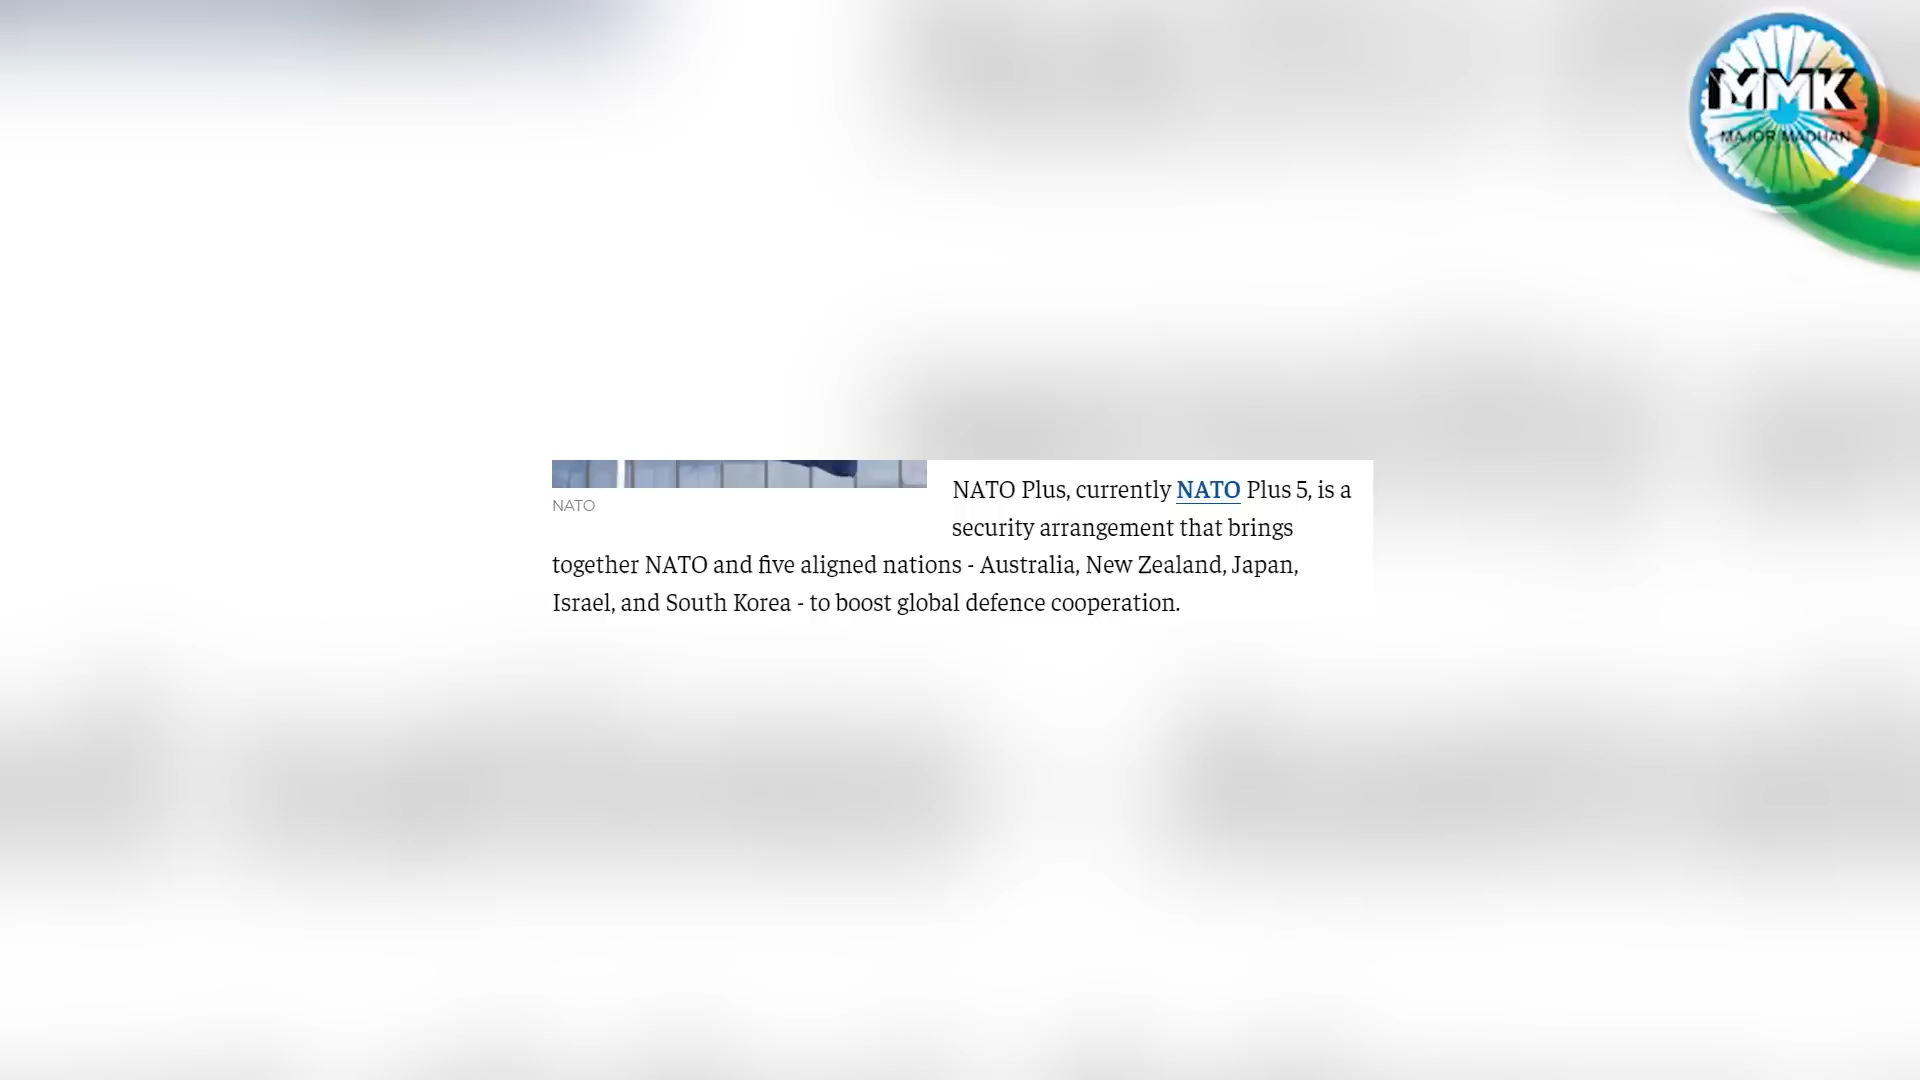 MMK
MAJOR MADHAN
NATO
NATO Plus, currently NATO Plus 5, is a
security arrangement that brings
together NATO and five aligned nations - Australia, New Zealand, Japan,
Israel, and South Korea - to boost global defence cooperation.